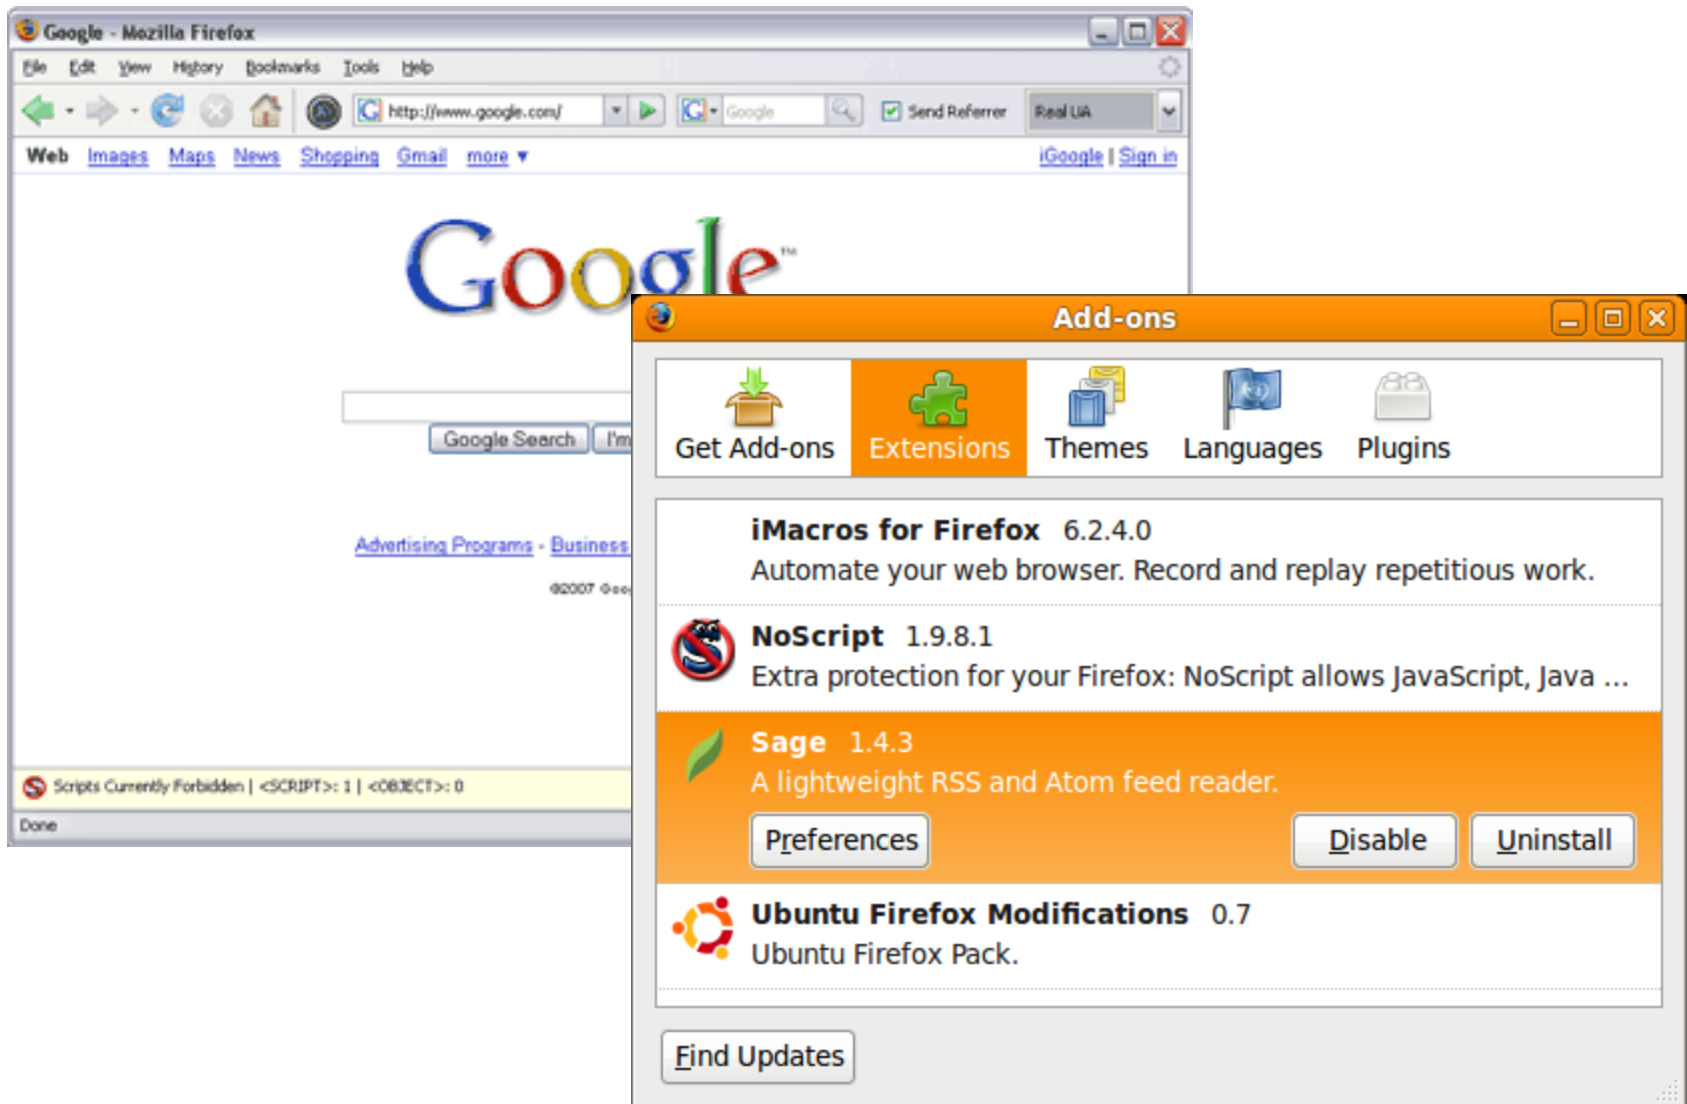 Google - Mozilla Firefox
File Edit View History Bookmarks Tools Help
http://www.google.com/ Google Send Referrer Real UA
Web Images Maps News Shopping Gmail more ▼ iGoogle | Sign in
Google™
Google Search I'm
Advertising Programs - Business
©2007 Goo
Scripts Currently Forbidden | <SCRIPT>: 1 | <OBJECT>: 0
Done
Add-ons
Get Add-ons Extensions Themes Languages Plugins
iMacros for Firefox 6.2.4.0
Automate your web browser. Record and replay repetitious work.
NoScript 1.9.8.1
Extra protection for your Firefox: NoScript allows JavaScript, Java ...
Sage 1.4.3
A lightweight RSS and Atom feed reader.
Preferences Disable Uninstall
Ubuntu Firefox Modifications 0.7
Ubuntu Firefox Pack.
Find Updates